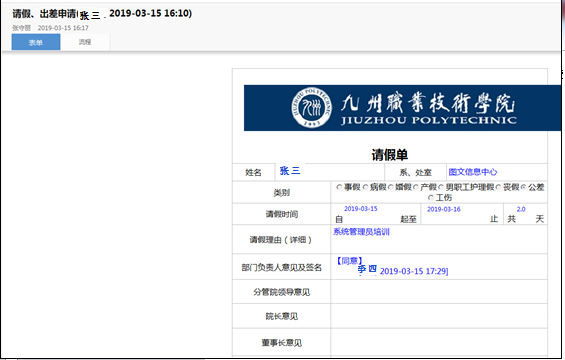 请假、出差申请(张三 . 2019-03-15 16:10)
张守丽 2019-03-15 16:17
表单 流程
九州職業技術學院
JIUZHOU POLYTECHNIC
1993
请假单
姓名 张三 系、处室 图文信息中心
类别 事假 病假 婚假 产假 男职工护理假 丧假 公差
工伤
请假时间 自 2019-03-15 起至 2019-03-16 止 共 2.0 天
请假理由（详细） 系统管理员培训
部门负责人意见及签名 【同意】
李四 2019-03-15 17:29]
分管院领导意见
院长意见
董事长意见